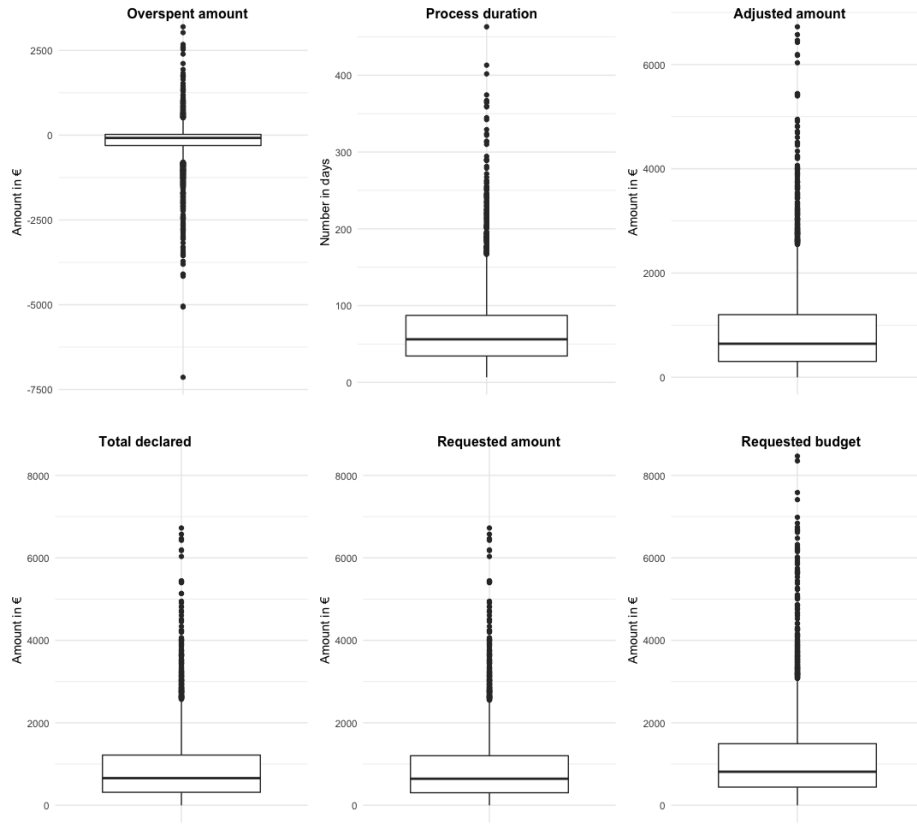 Overspent amount
Amount in €
2500
0
-2500
-5000
-7500
Process duration
Number in days
400
300
200
100
0
Adjusted amount
Amount in €
6000
4000
2000
0
Total declared
Amount in €
8000
6000
4000
2000
0
Requested amount
Amount in €
8000
6000
4000
2000
0
Requested budget
Amount in €
8000
6000
4000
2000
0